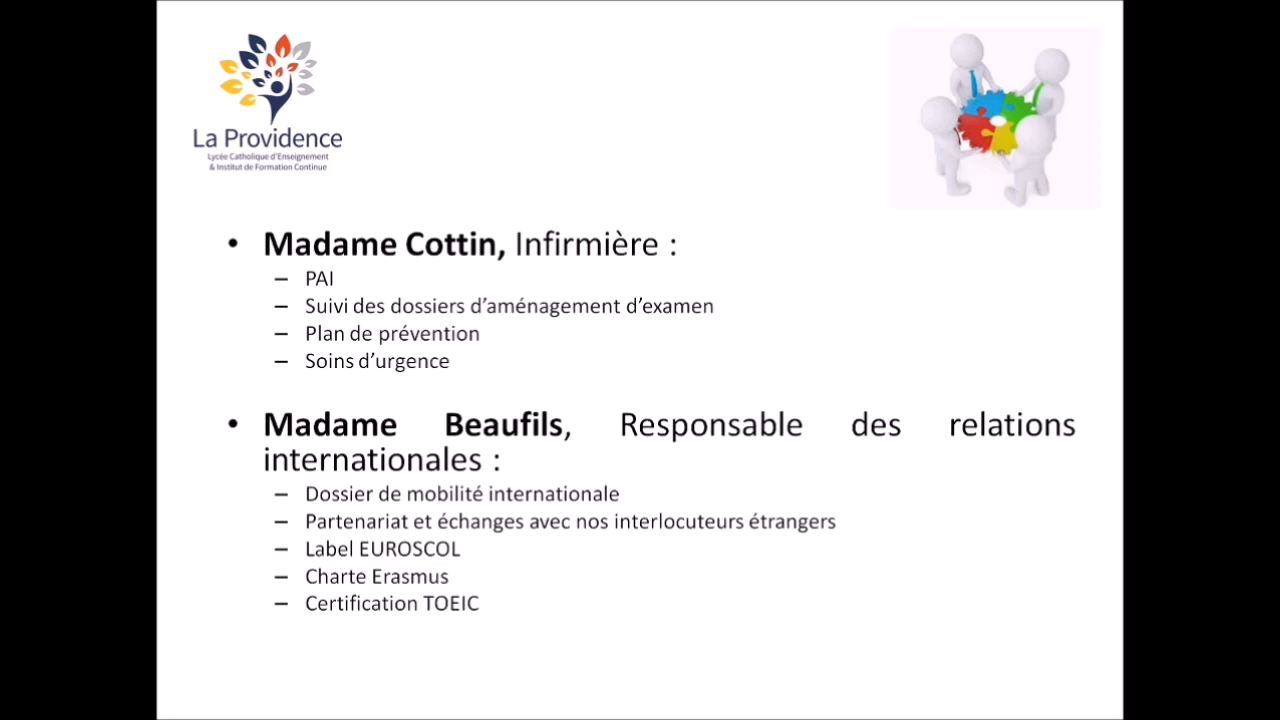 La Providence
Lycée Catholique d'Enseignement
& Institut de Formation Continue
• Madame Cottin, Infirmière :
– PAI
– Suivi des dossiers d'aménagement d'examen
– Plan de prévention
– Soins d'urgence
• Madame Beaufils, Responsable des relations
internationales :
– Dossier de mobilité internationale
– Partenariat et échanges avec nos interlocuteurs étrangers
– Label EUROSCOL
– Charte Erasmus
– Certification TOEIC